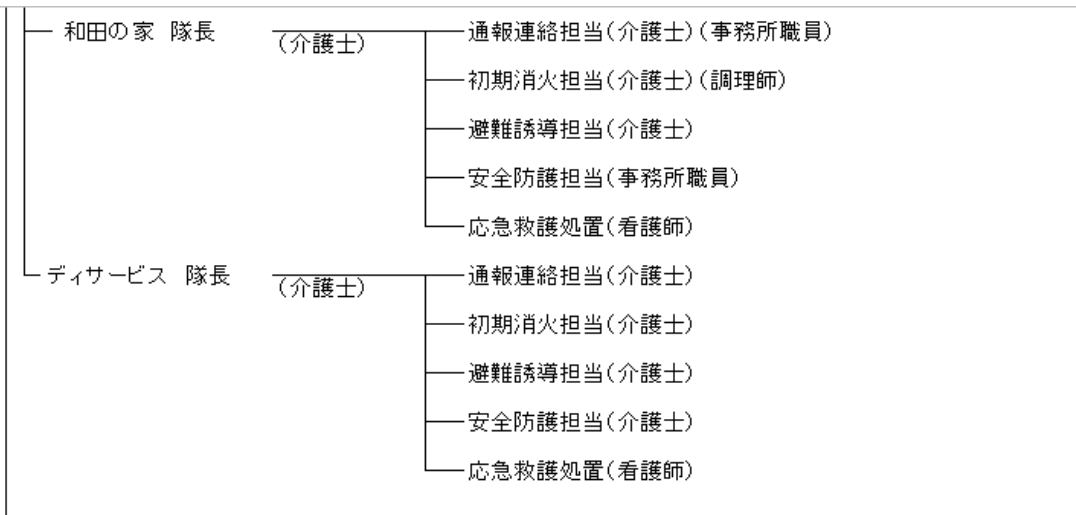 和田の家 隊長 (介護士) 通報連絡担当(介護士)(事務所職員)
初期消火担当(介護士)(調理師)
避難誘導担当(介護士)
安全防護担当(事務所職員)
応急救護処置(看護師)
ディサービス 隊長 (介護士) 通報連絡担当(介護士)
初期消火担当(介護士)
避難誘導担当(介護士)
安全防護担当(介護士)
応急救護処置(看護師)